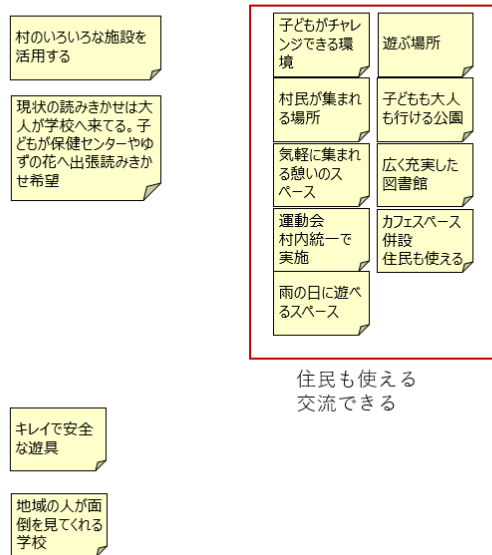 村のいろいろな施設を
活用する
現状の読みきかせは大
人が学校へ来てる。子
どもが保健センターやゆ
ずの花へ出張読みきか
せ希望
子どもがチャレ
ンジできる環
境
遊ぶ場所
村民が集まれ
る場所
子どもも大人
も行ける公園
気軽に集まれ
る憩いのス
ペース
広く充実した
図書館
運動会
村内統一で
実施
カフェスペース
併設
住民も使える
雨の日に遊べ
るスペース
住民も使える
交流できる
キレイで安全
な遊具
地域の人が面
倒を見てくれる
学校